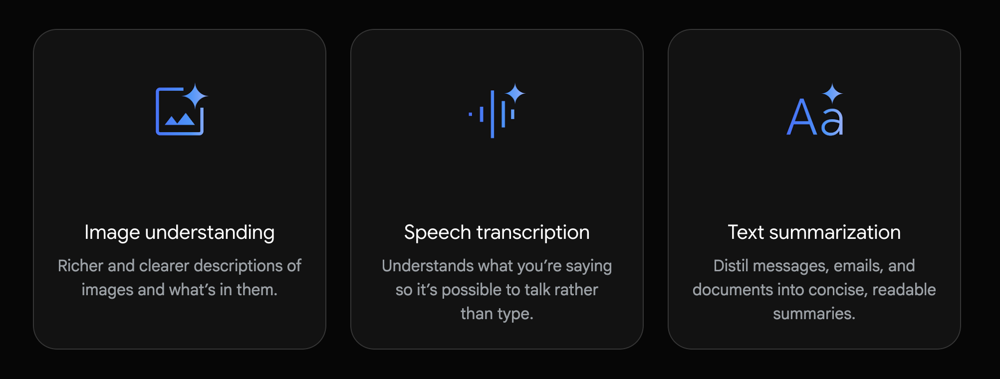 Aa
Image understanding
Richer and clearer descriptions of
images and what’s in them.
Speech transcription
Understands what you’re saying
so it’s possible to talk rather
than type.
Text summarization
Distil messages, emails, and
documents into concise, readable
summaries.